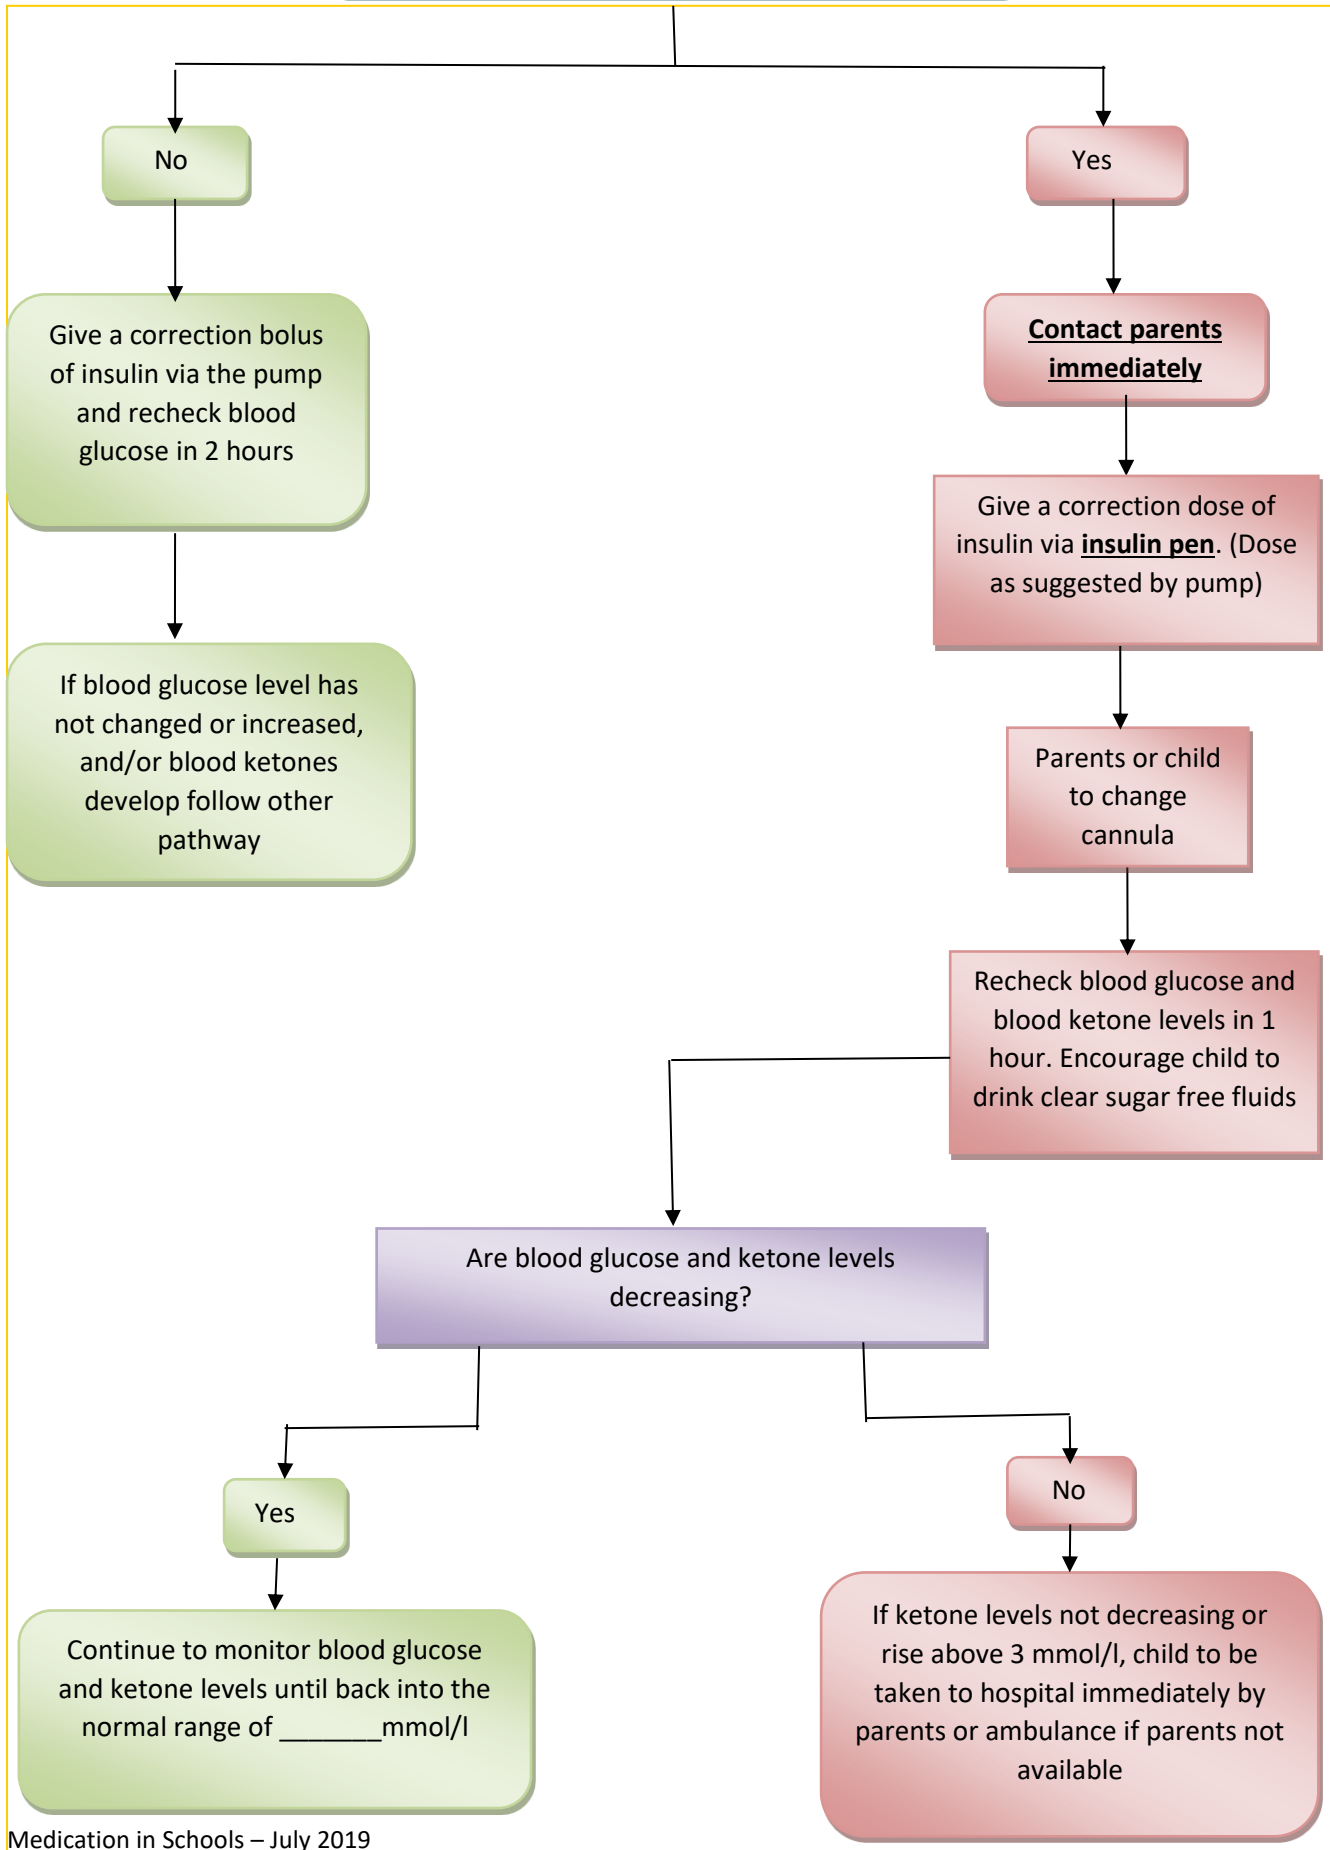 No
Yes
Give a correction bolus
of insulin via the pump
and recheck blood
glucose in 2 hours
Contact parents
immediately
Give a correction dose of
insulin via insulin pen. (Dose
as suggested by pump)
If blood glucose level has
not changed or increased,
and/or blood ketones
develop follow other
pathway
Parents or child
to change
cannula
Recheck blood glucose and
blood ketone levels in 1
hour. Encourage child to
drink clear sugar free fluids
Are blood glucose and ketone levels
decreasing?
Yes
No
Continue to monitor blood glucose
and ketone levels until back into the
normal range of _______mmol/l
If ketone levels not decreasing or
rise above 3 mmol/l, child to be
taken to hospital immediately by
parents or ambulance if parents not
available
Medication in Schools – July 2019